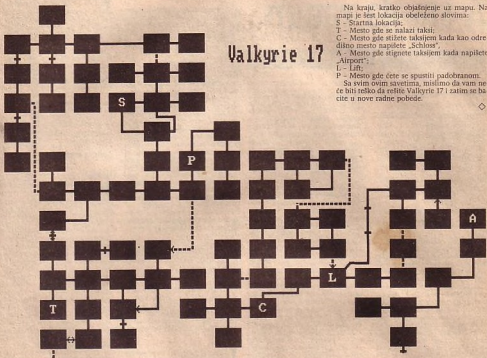 Na kraju, kratko objašnjenje uz mapu. Na
mapi je šest lokacija obeleženo slovima:
S – Startna lokacija;
T – Mesto gde se nalazi taksi;
C – Mesto gde stižete taksijem kada kao odre-
dišno mesto napišete „Schloss",
A – Mesto gde stignete taksijem kada napišete
„Airport";
L – Lift;
P – Mesto gde ćete se spustiti padobranom.
Sa svim ovim savetima, mislimo da vam ne-
će biti teško da rešite Valkyrie 17 i zatim se ba-
cite u nove radne pobede.
Valkyrie 17
S
P
A
L
T
C